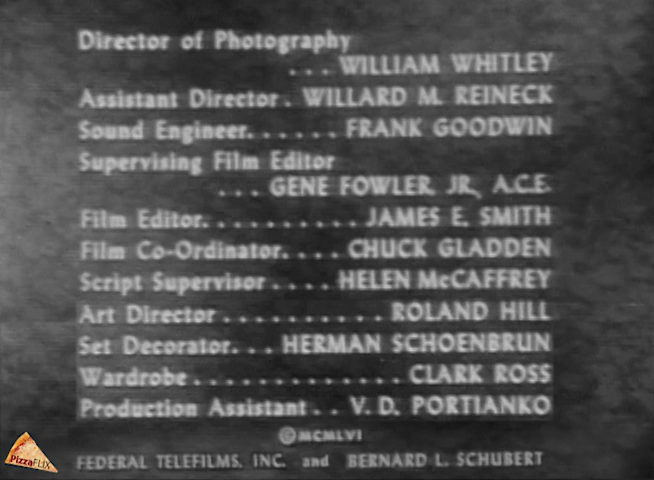 Director of Photography
... WILLIAM WHITLEY
Assistant Director. WILLARD M. REINECK
Sound Engineer...... FRANK GOODWIN
Supervising Film Editor
... GENE FOWLER, JR., A.C.E.
Film Editor.......... JAMES E. SMITH
Film Co-Ordinator.... CHUCK GLADDEN
Script Supervisor .... HELEN McCAFFREY
Art Director .......... ROLAND HILL
Set Decorator... HERMAN SCHOENBRUN
Wardrobe ............. CLARK ROSS
Production Assistant .. V. D. PORTIANKO
©MCMLVI
FEDERAL TELEFILMS, INC. and BERNARD L. SCHUBERT
PizzaFLIX